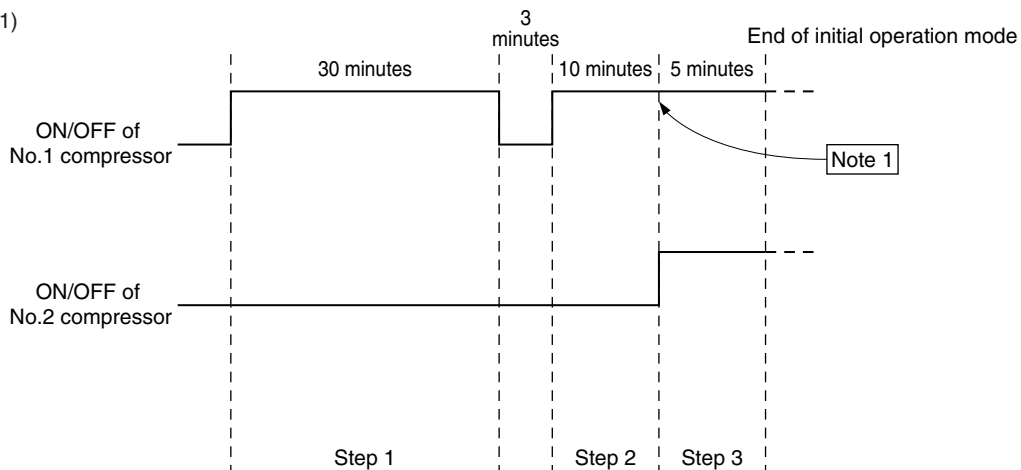 1)
3
minutes
End of initial operation mode
30 minutes
10 minutes
5 minutes
ON/OFF of
No.1 compressor
Note 1
ON/OFF of
No.2 compressor
Step 1
Step 2
Step 3